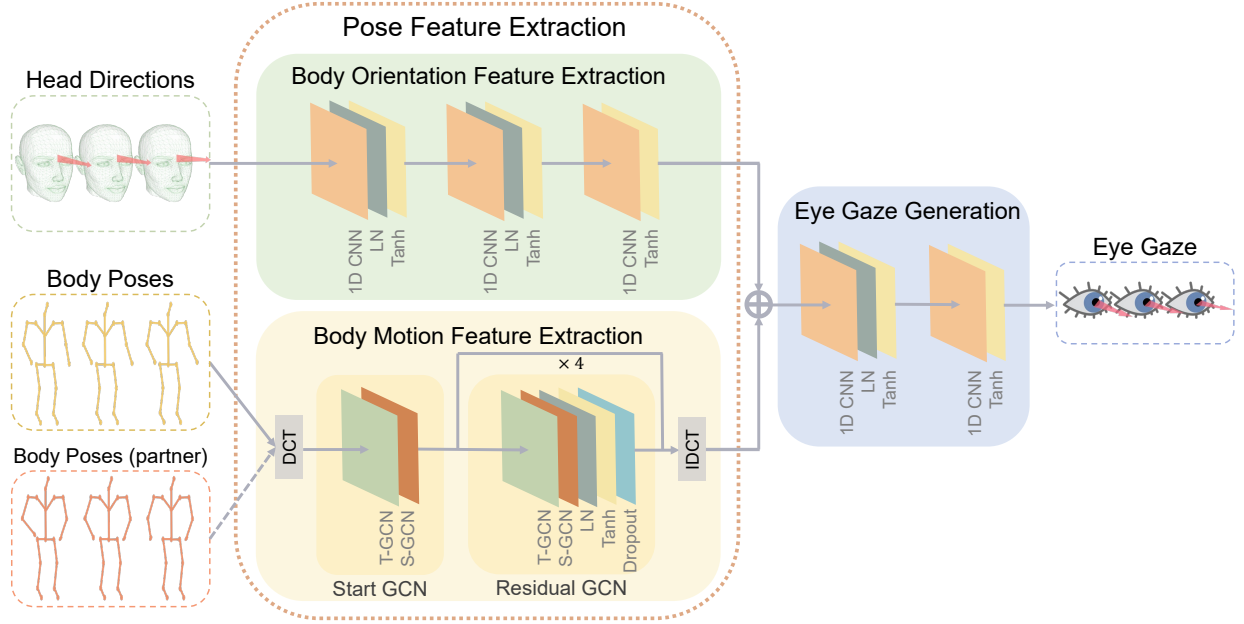 Pose Feature Extraction
Head Directions
Body Orientation Feature Extraction
1D CNN
LN
Tanh
1D CNN
LN
Tanh
1D CNN
Tanh
Body Poses
Body Poses (partner)
Body Motion Feature Extraction
× 4
DCT
T-GCN
S-GCN
Start GCN
T-GCN
S-GCN
LN
Tanh
Dropout
Residual GCN
IDCT
Eye Gaze Generation
1D CNN
LN
Tanh
1D CNN
Tanh
Eye Gaze